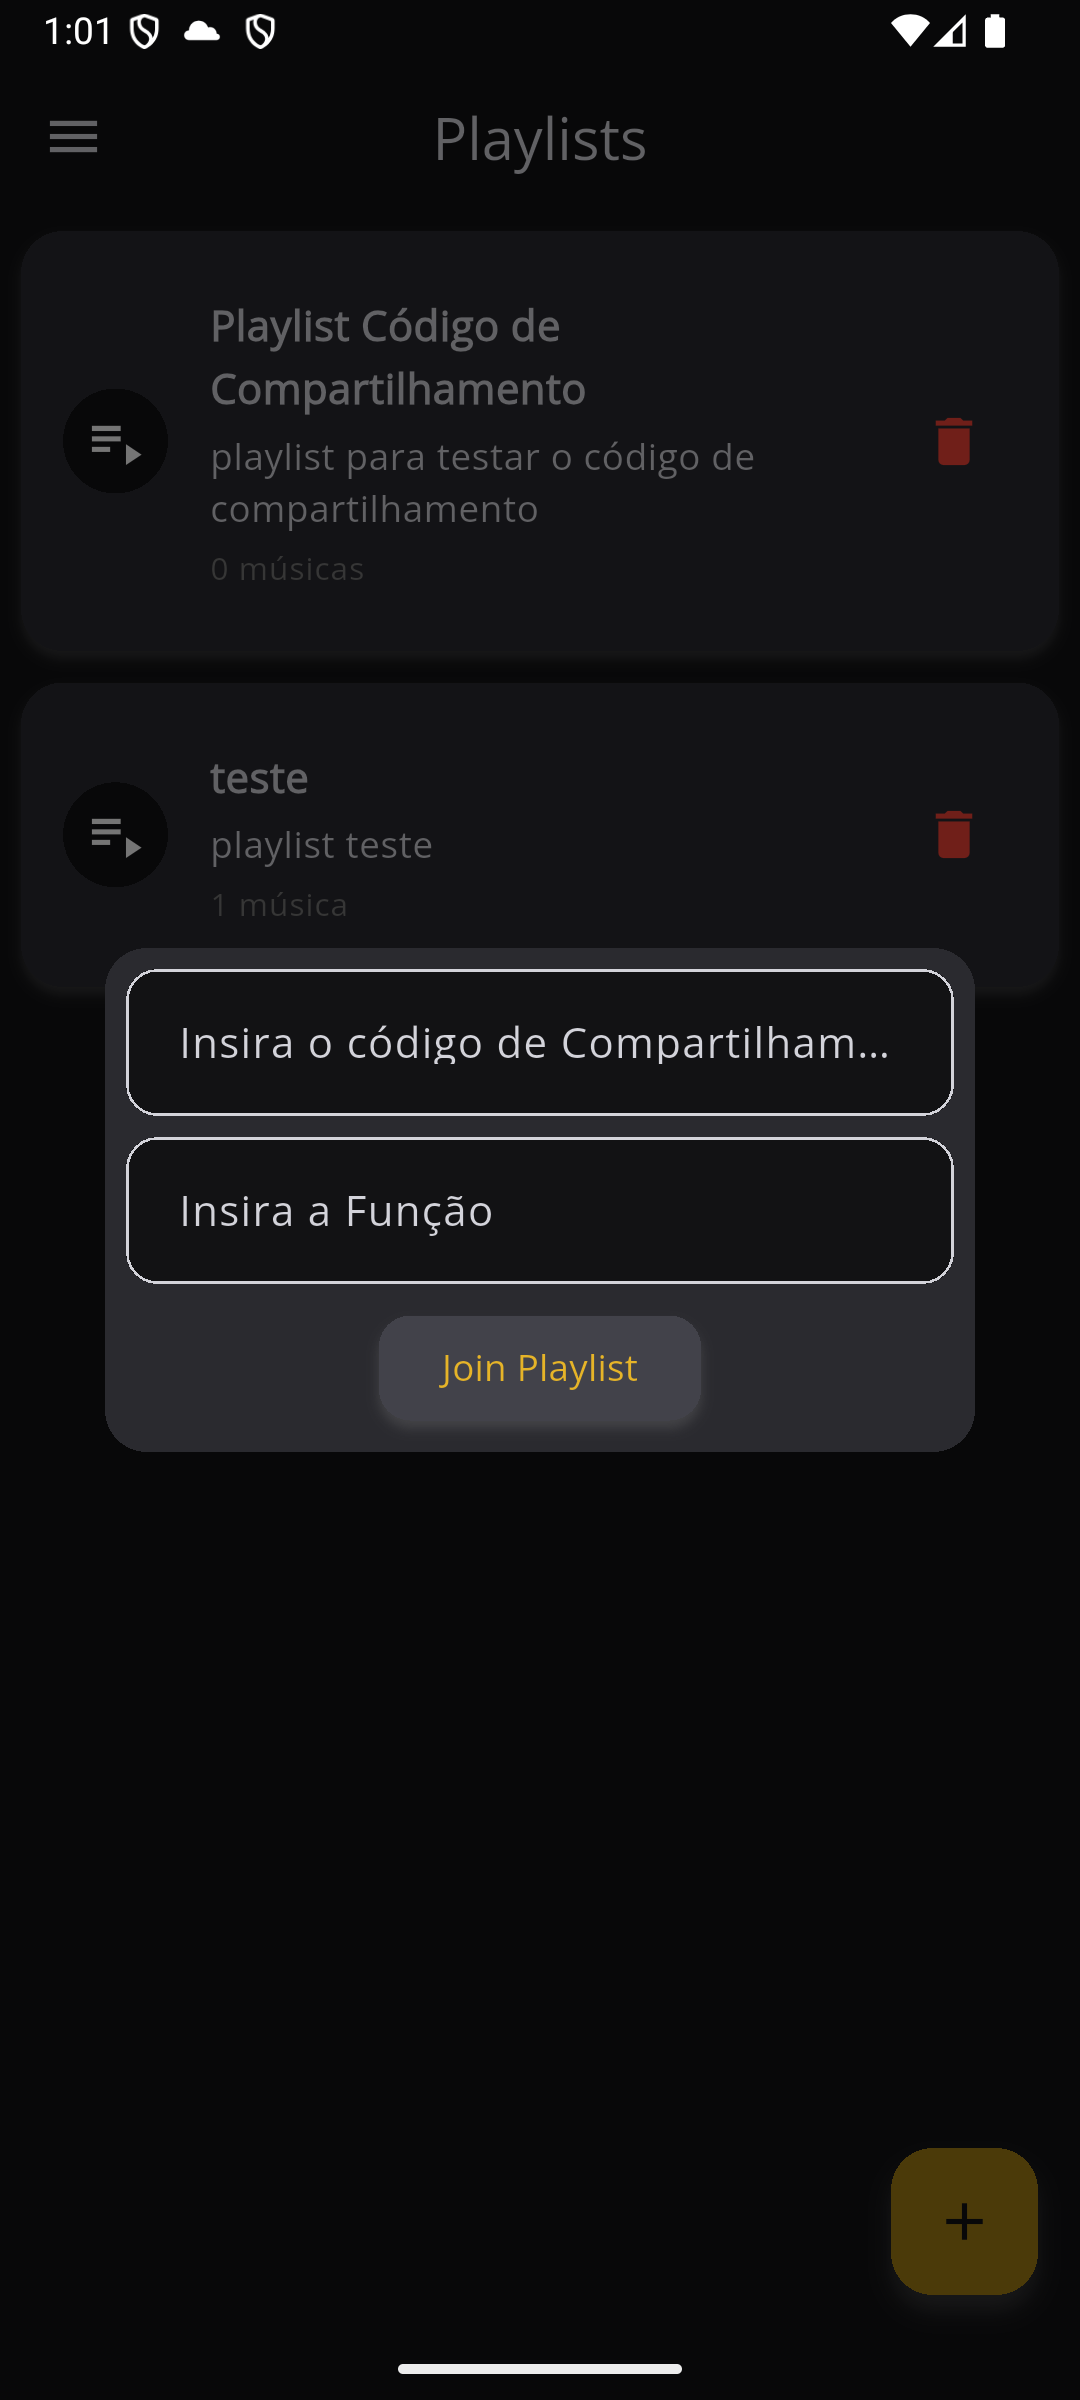 1:01
Playlists
Playlist Código de
Compartilhamento
playlist para testar o código de
compartilhamento
0 músicas
teste
playlist teste
1 música
Insira o código de Compartilham...
Insira a Função
Join Playlist